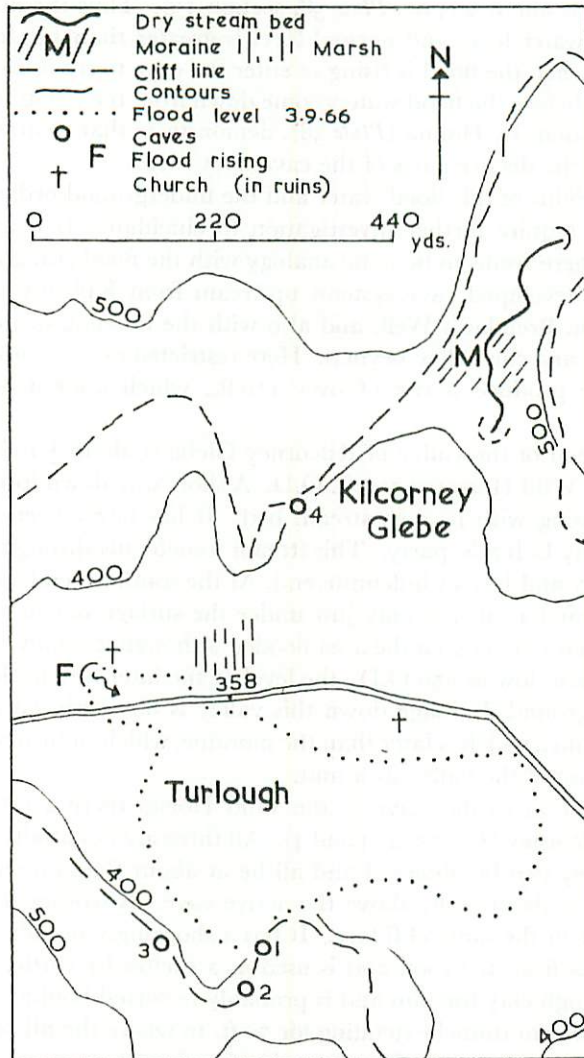 Dry stream bed
M Moraine Marsh
Cliff line
Contours
Flood level 3.9.66
Caves
F Flood rising
Church (in ruins)
N
0 220 440
yds.
500
M
500
4
Kilcorney
Glebe
400
F
358
Turlough
400
500
3
1
2
400